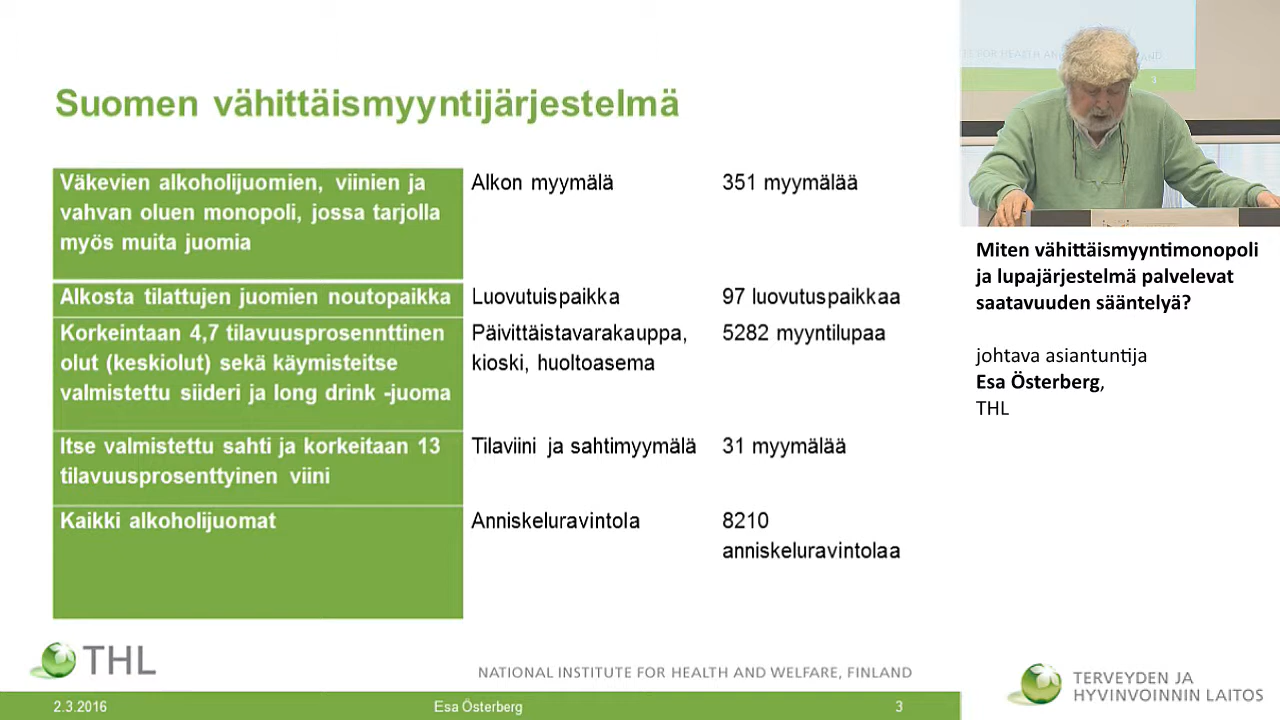 Suomen vähittäismyyntijärjestelmä
Väkevien alkoholijuomien, viinien ja
vahvan oluen monopoli, jossa tarjolla
myös muita juomia
Alkon myymälä
351 myymälää
Alkosta tilattujen juomien noutopaikka
Luovutuispaikka
97 luovutuspaikkaa
Korkeintaan 4,7 tilavuusprosennttinen
olut (keskiolut) sekä käymisteitse
valmistettu siideri ja long drink -juoma
Päivittäistavarakauppa,
kioski, huoltoasema
5282 myyntilupaa
Itse valmistettu sahti ja korkeitaan 13
tilavuusprosenttyinen viini
Tilaviini ja sahtimyymälä
31 myymälää
Kaikki alkoholijuomat
Anniskeluravintola
8210
anniskeluravintolaa
THL
NATIONAL INSTITUTE FOR HEALTH AND WELFARE, FINLAND
2.3.2016
Esa Österberg
3
3
Miten vähittäismyyntimonopoli
ja lupajärjestelmä palvelevat
saatavuuden sääntelyä?
johtava asiantuntija
Esa Österberg,
THL
TERVEYDEN JA
HYVINVOINNIN LAITOS